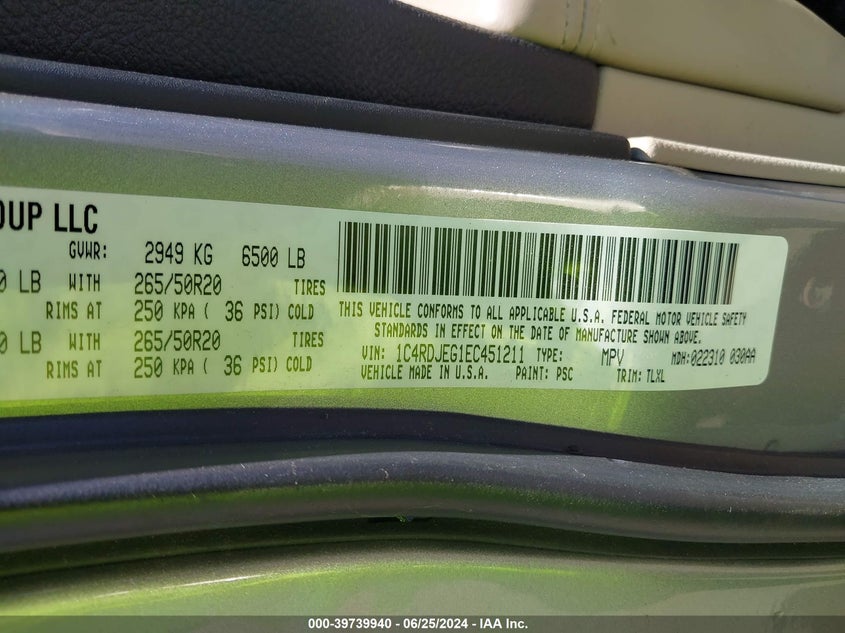 OUP LLC
GVWR: 2949 KG 6500 LB
0 LB WITH 265/50R20 TIRES
RIMS AT 250 KPA ( 36 PSI) COLD
0 LB WITH 265/50R20 TIRES
RIMS AT 250 KPA ( 36 PSI) COLD
THIS VEHICLE CONFORMS TO ALL APPLICABLE U.S.A. FEDERAL MOTOR VEHICLE SAFETY
STANDARDS IN EFFECT ON THE DATE OF MANUFACTURE SHOWN ABOVE.
VIN: 1C4RDJEG1EC451211 TYPE: MPV MDH:022310 030AA
VEHICLE MADE IN U.S.A. PAINT: PSC TRIM: TLXL
000-39739940 — 06/25/2024 — IAA Inc.